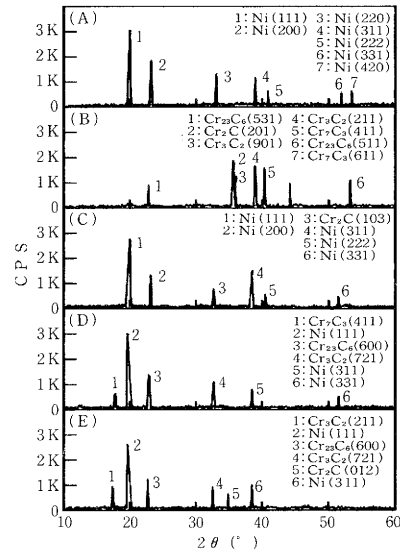 (A)
1:Ni(111) 3:Ni(220)
2:Ni(200) 4:Ni(311)
5:Ni(222)
6:Ni(331)
7:Ni(420)
3K
2K
1K
0
1
2
3
4
5
6
7
(B)
1:Cr₂₃C₆(531) 4:Cr₃C₂(211)
2:Cr₂C(201) 5:Cr₇C₃(411)
3:Cr₃C₂(901) 6:Cr₂₃C₆(511)
7:Cr₇C₃(611)
3K
2K
1K
0
1
2
3
4
5
6
(C)
1:Ni(111) 3:Cr₂C(103)
2:Ni(200) 4:Ni(311)
5:Ni(222)
6:Ni(331)
3K
2K
1K
0
1
2
3
4
5
6
(D)
1:Cr₇C₃(411)
2:Ni(111)
3:Cr₂₃C₆(600)
4:Cr₃C₂(721)
5:Ni(311)
6:Ni(331)
3K
2K
1K
0
1
2
3
4
5
6
(E)
1:Cr₃C₂(211)
2:Ni(111)
3:Cr₂₃C₆(600)
4:Cr₃C₂(721)
5:Cr₂C(012)
6:Ni(311)
3K
2K
1K
0
1
2
3
4
5
6
CPS
10 20 30 40 50 60
2θ(°)